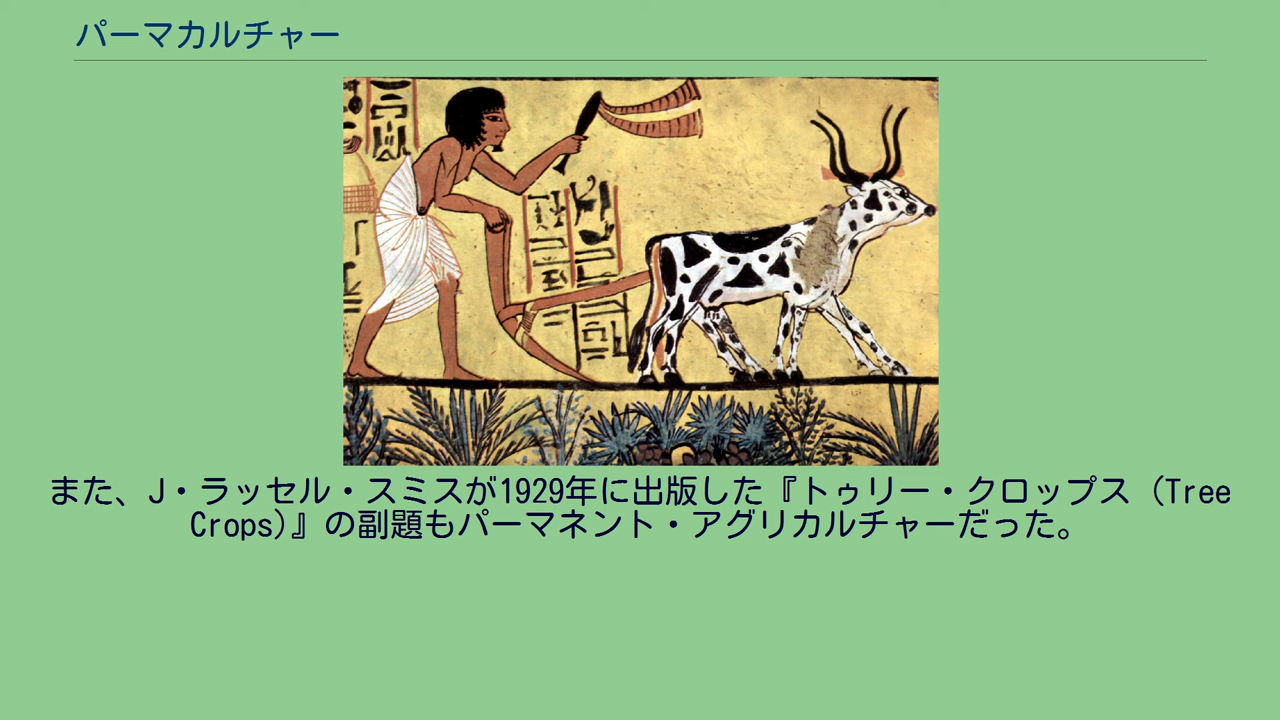 パーマカルチャー
また、J・ラッセル・スミスが1929年に出版した『トゥリー・クロップス（Tree
Crops)』の副題もパーマネント・アグリカルチャーだった。